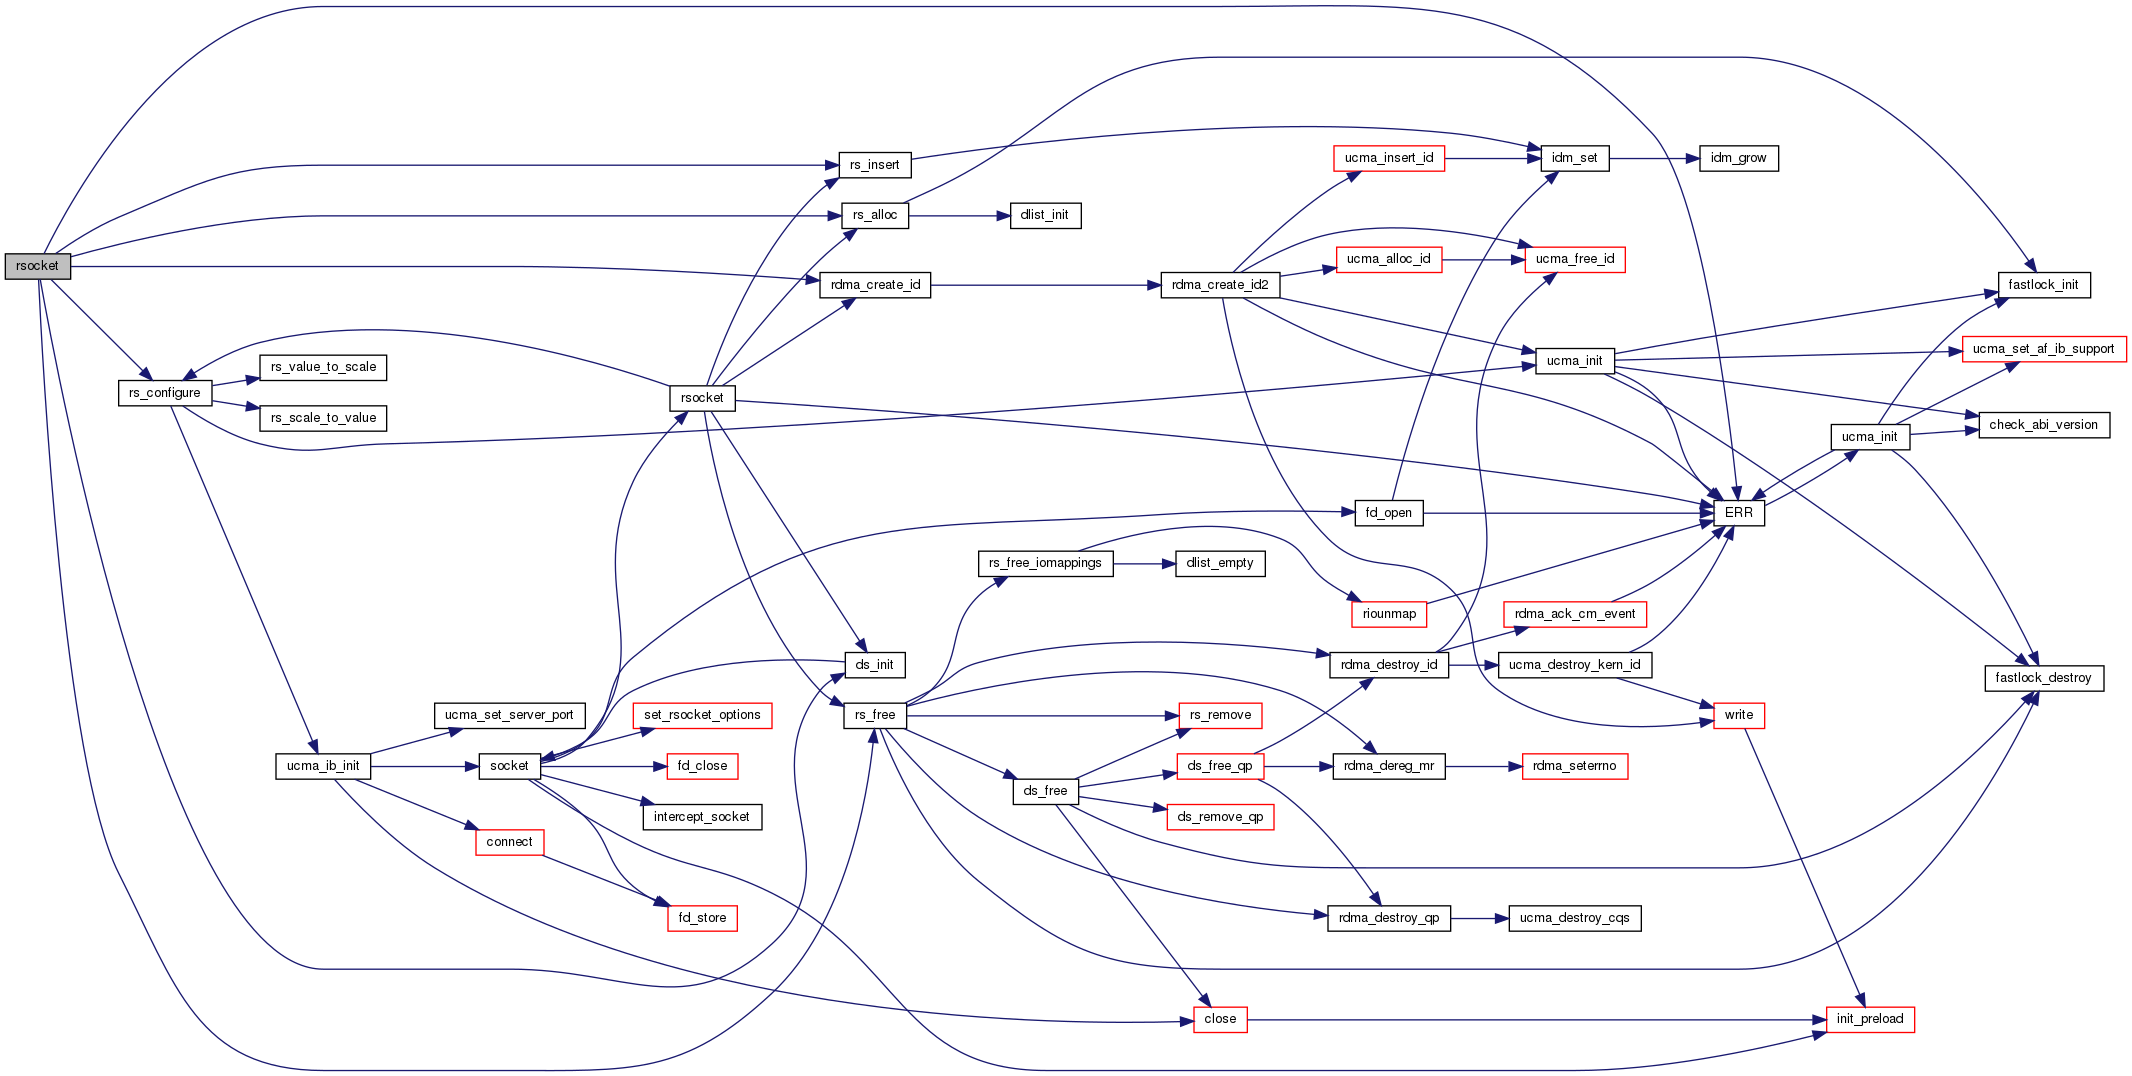 rsocket
rs_configure
rs_value_to_scale
rs_scale_to_value
ucma_ib_init
ucma_set_server_port
socket
connect
rsocket
set_rsocket_options
fd_close
intercept_socket
fd_store
rs_insert
rs_alloc
rdma_create_id
ds_init
rs_free
dlist_init
rs_free_iomappings
ds_free
rdma_create_id2
dlist_empty
rs_remove
ds_free_qp
ds_remove_qp
close
ucma_insert_id
ucma_alloc_id
fd_open
riounmap
rdma_destroy_id
rdma_dereg_mr
rdma_destroy_qp
idm_set
ucma_free_id
ucma_init
rdma_ack_cm_event
ucma_destroy_kern_id
rdma_seterrno
ucma_destroy_cqs
idm_grow
ERR
write
ucma_init
init_preload
fastlock_init
ucma_set_af_ib_support
check_abi_version
fastlock_destroy